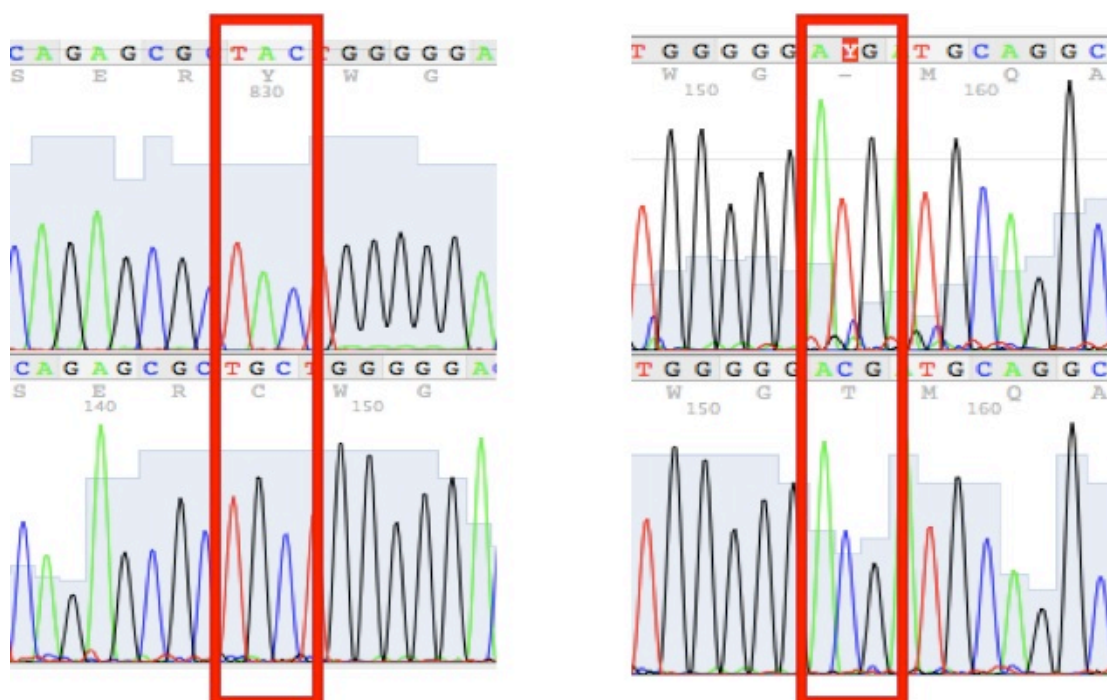 C A G A G C G C T A C T G G G G G A
S E R Y W G
830
C A G A G C G C T G C T G G G G G A
S E R C W G
140 150
T G G G G G A Y G A T G C A G G C
W G – M Q A
150 160
T G G G G G A C G A T G C A G G C
W G T M Q A
150 160